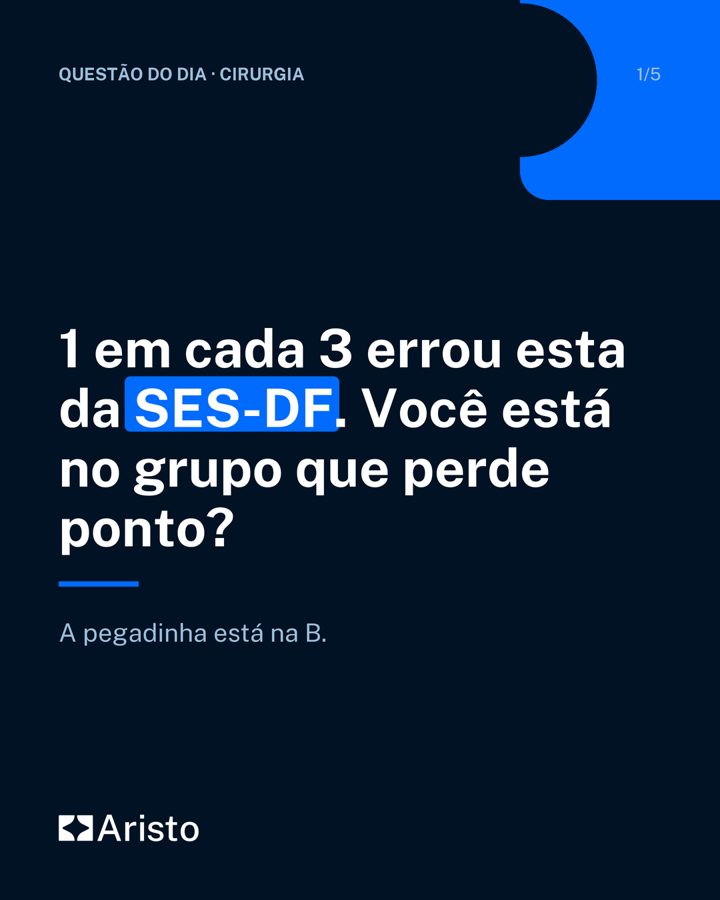 QUESTÃO DO DIA · CIRURGIA
1/5
1 em cada 3 errou esta
da SES-DF. Você está
no grupo que perde
ponto?
A pegadinha está na B.
Aristo